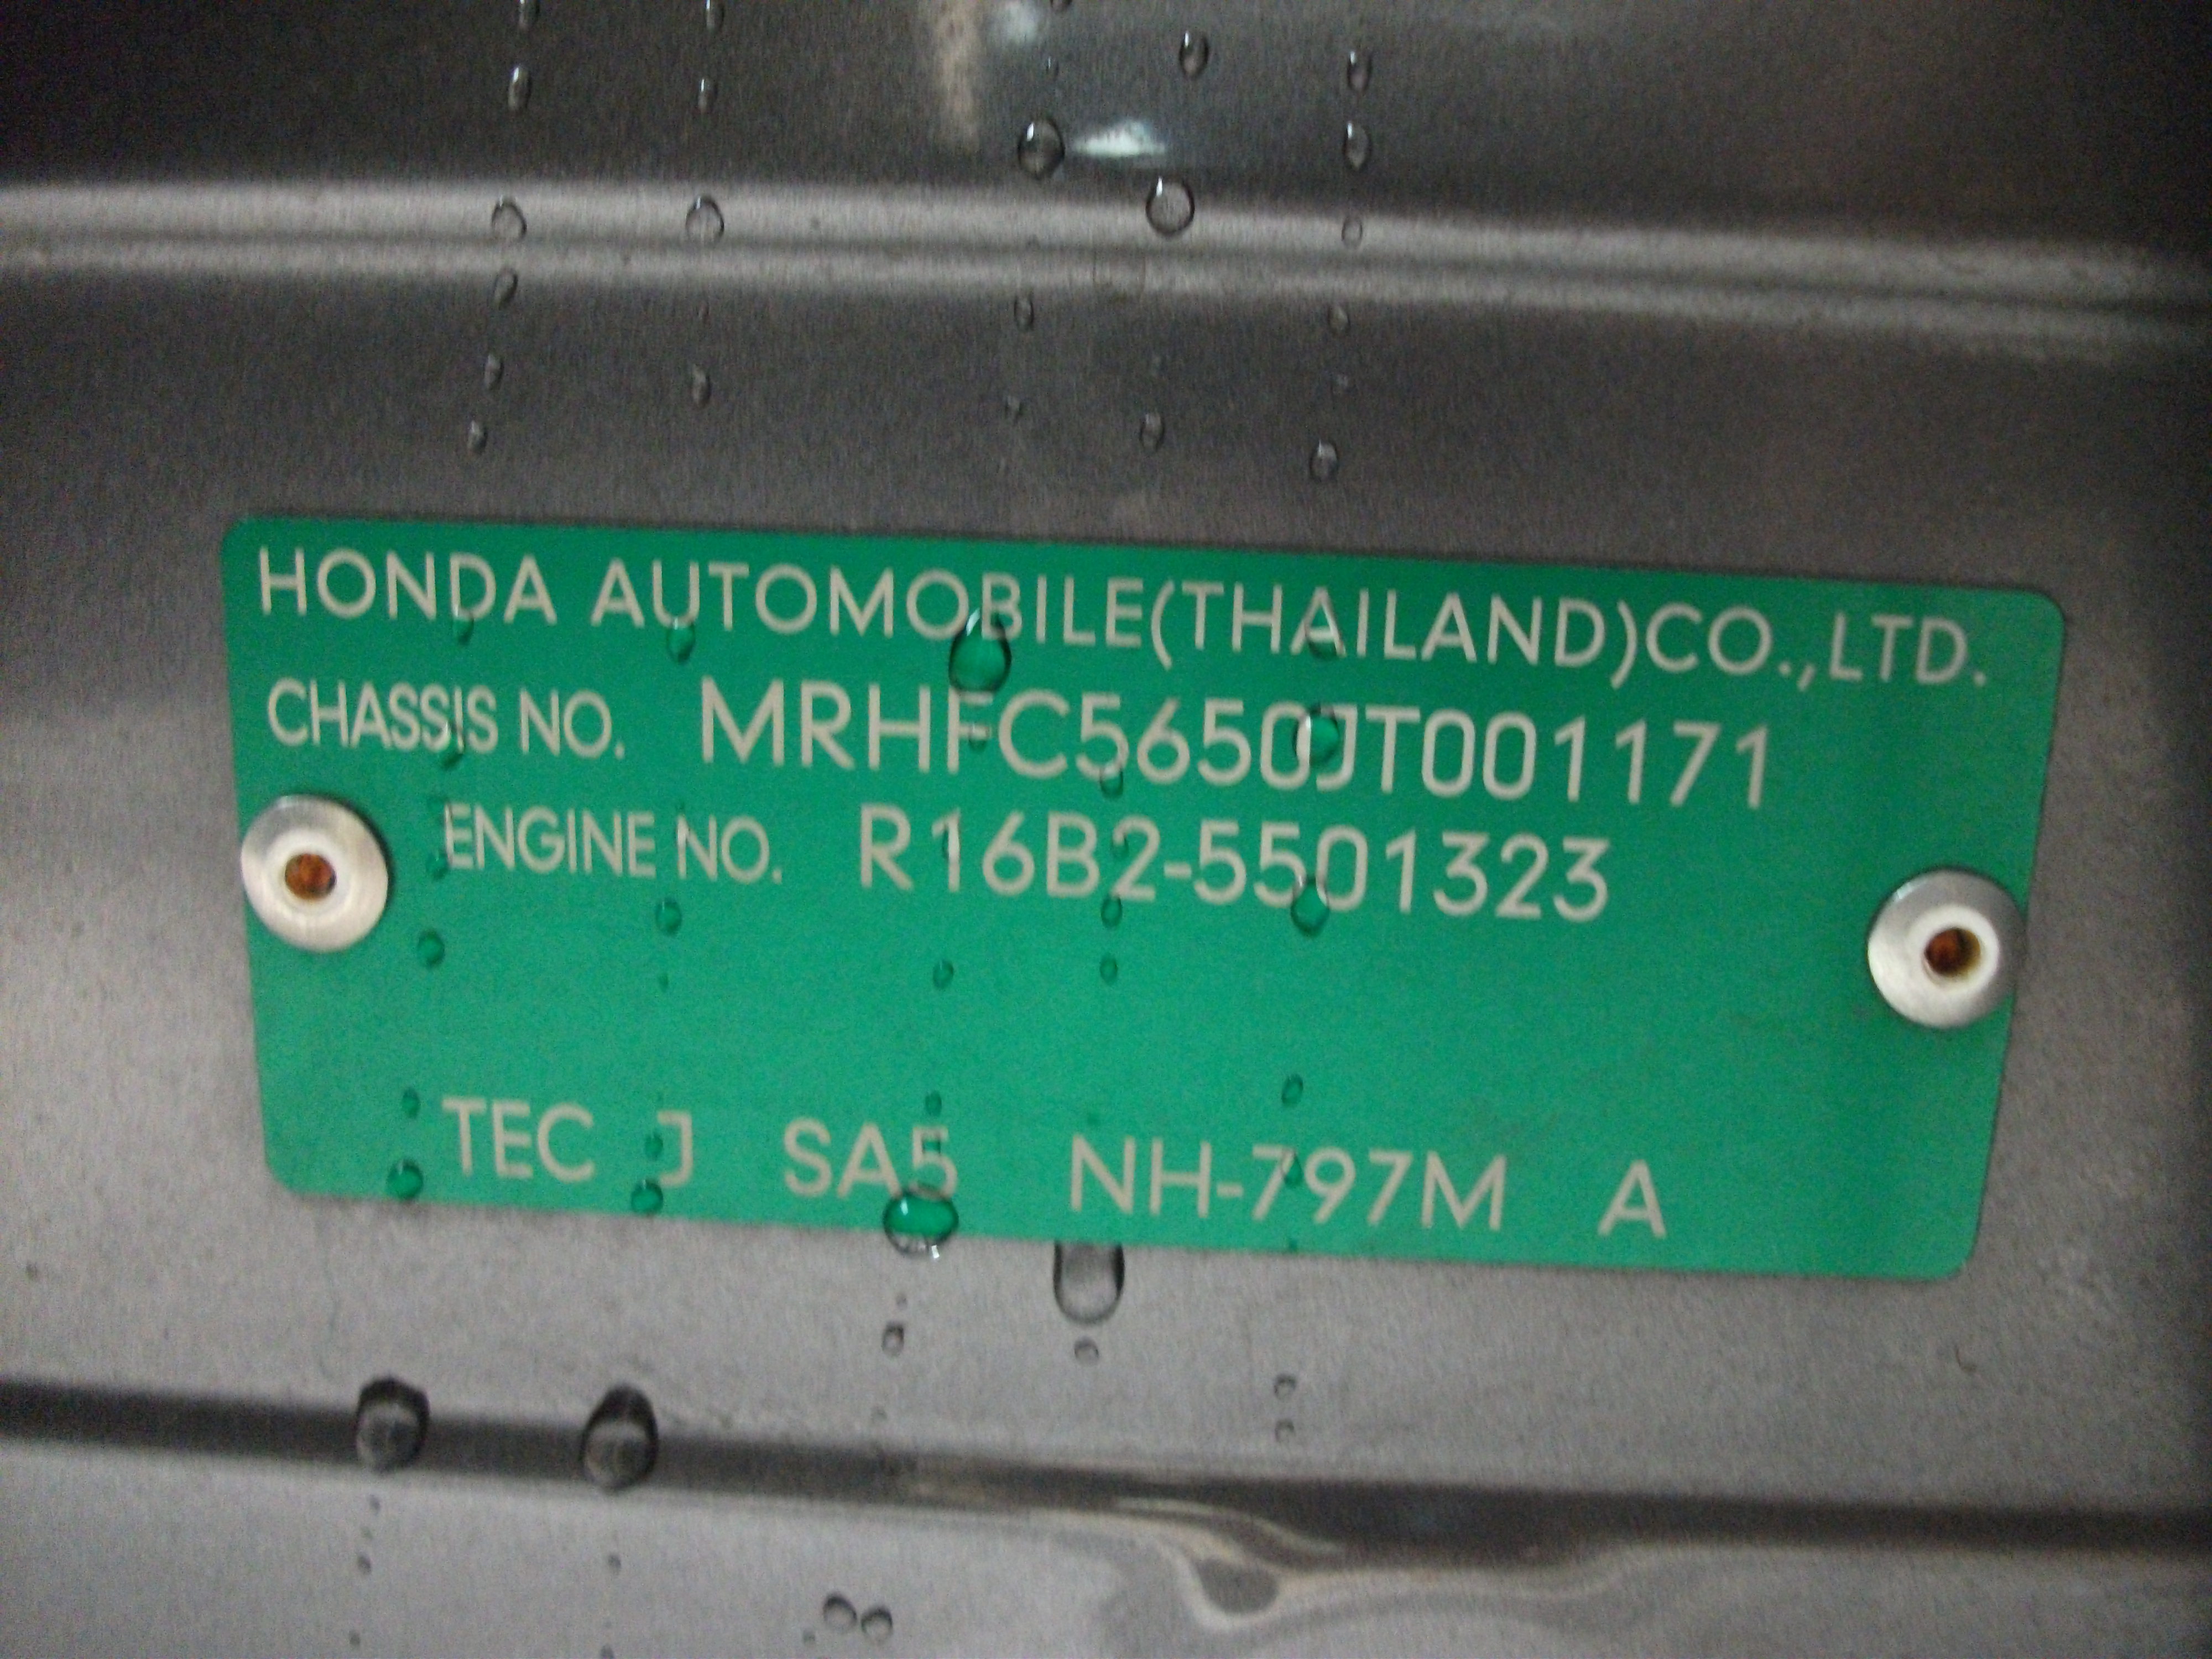 HONDA AUTOMOBILE(THAILAND)CO.,LTD.
CHASSIS NO. MRHFC5650JT001171
ENGINE NO. R16B2-5501323
TEC J SA5 NH-797M A